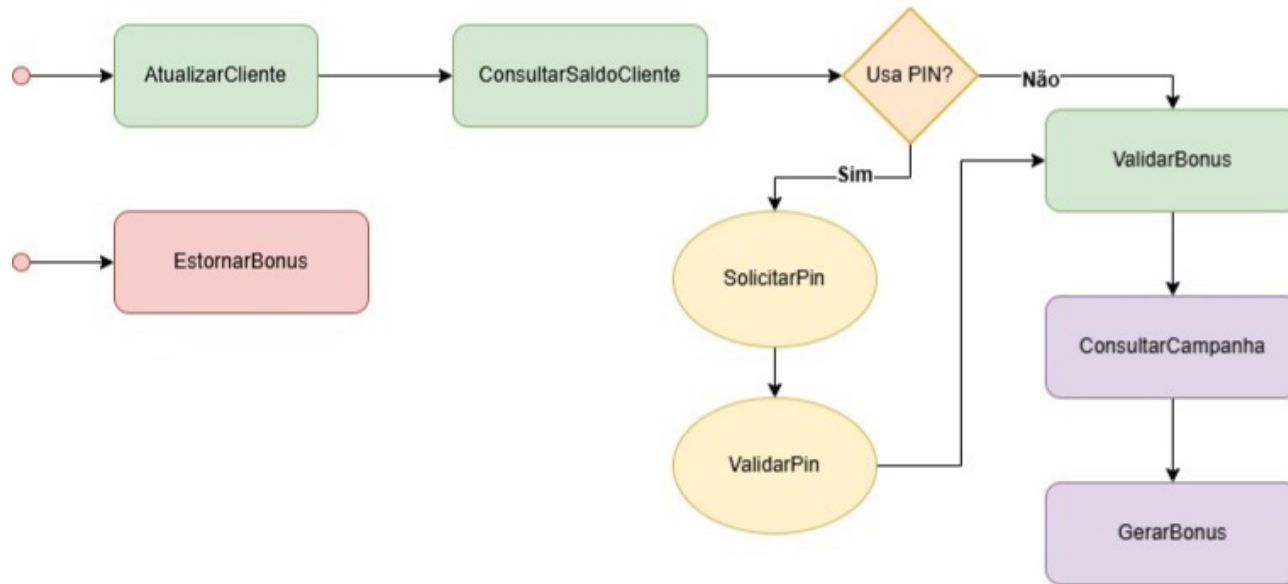 AtualizarCliente
ConsultarSaldoCliente
Usa PIN?
Não
ValidarBonus
Sim
EstornarBonus
SolicitarPin
ConsultarCampanha
ValidarPin
GerarBonus